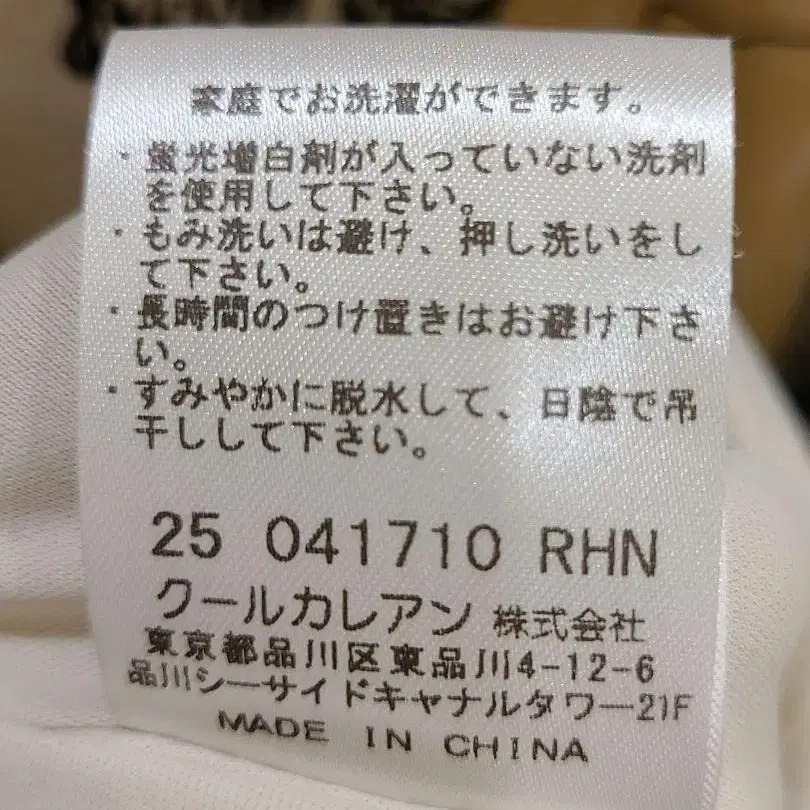 家庭でお洗濯ができます。
・蛍光増白剤が入っていない洗剤
を使用して下さい。
・もみ洗いは避け、押し洗いをし
て下さい。
・長時間のつけ置きはお避け下さ
い。
・すみやかに脱水して、日陰で吊
干しして下さい。
25 041710 RHN
クールカレアン 株式会社
東京都品川区東品川4-12-6
品川シーサイドキャナルタワー21F
MADE IN CHINA